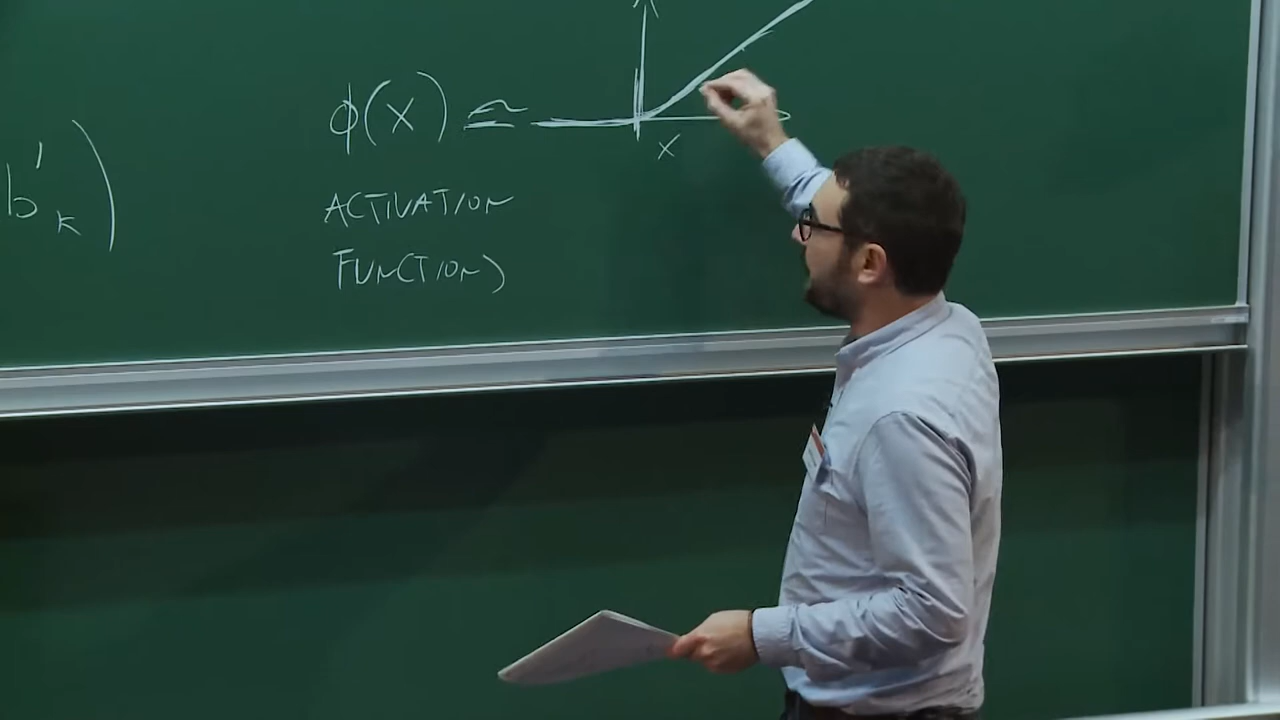 b'ₖ)
ϕ(x) ≅
x
ACTIVATION
FUNCTION)